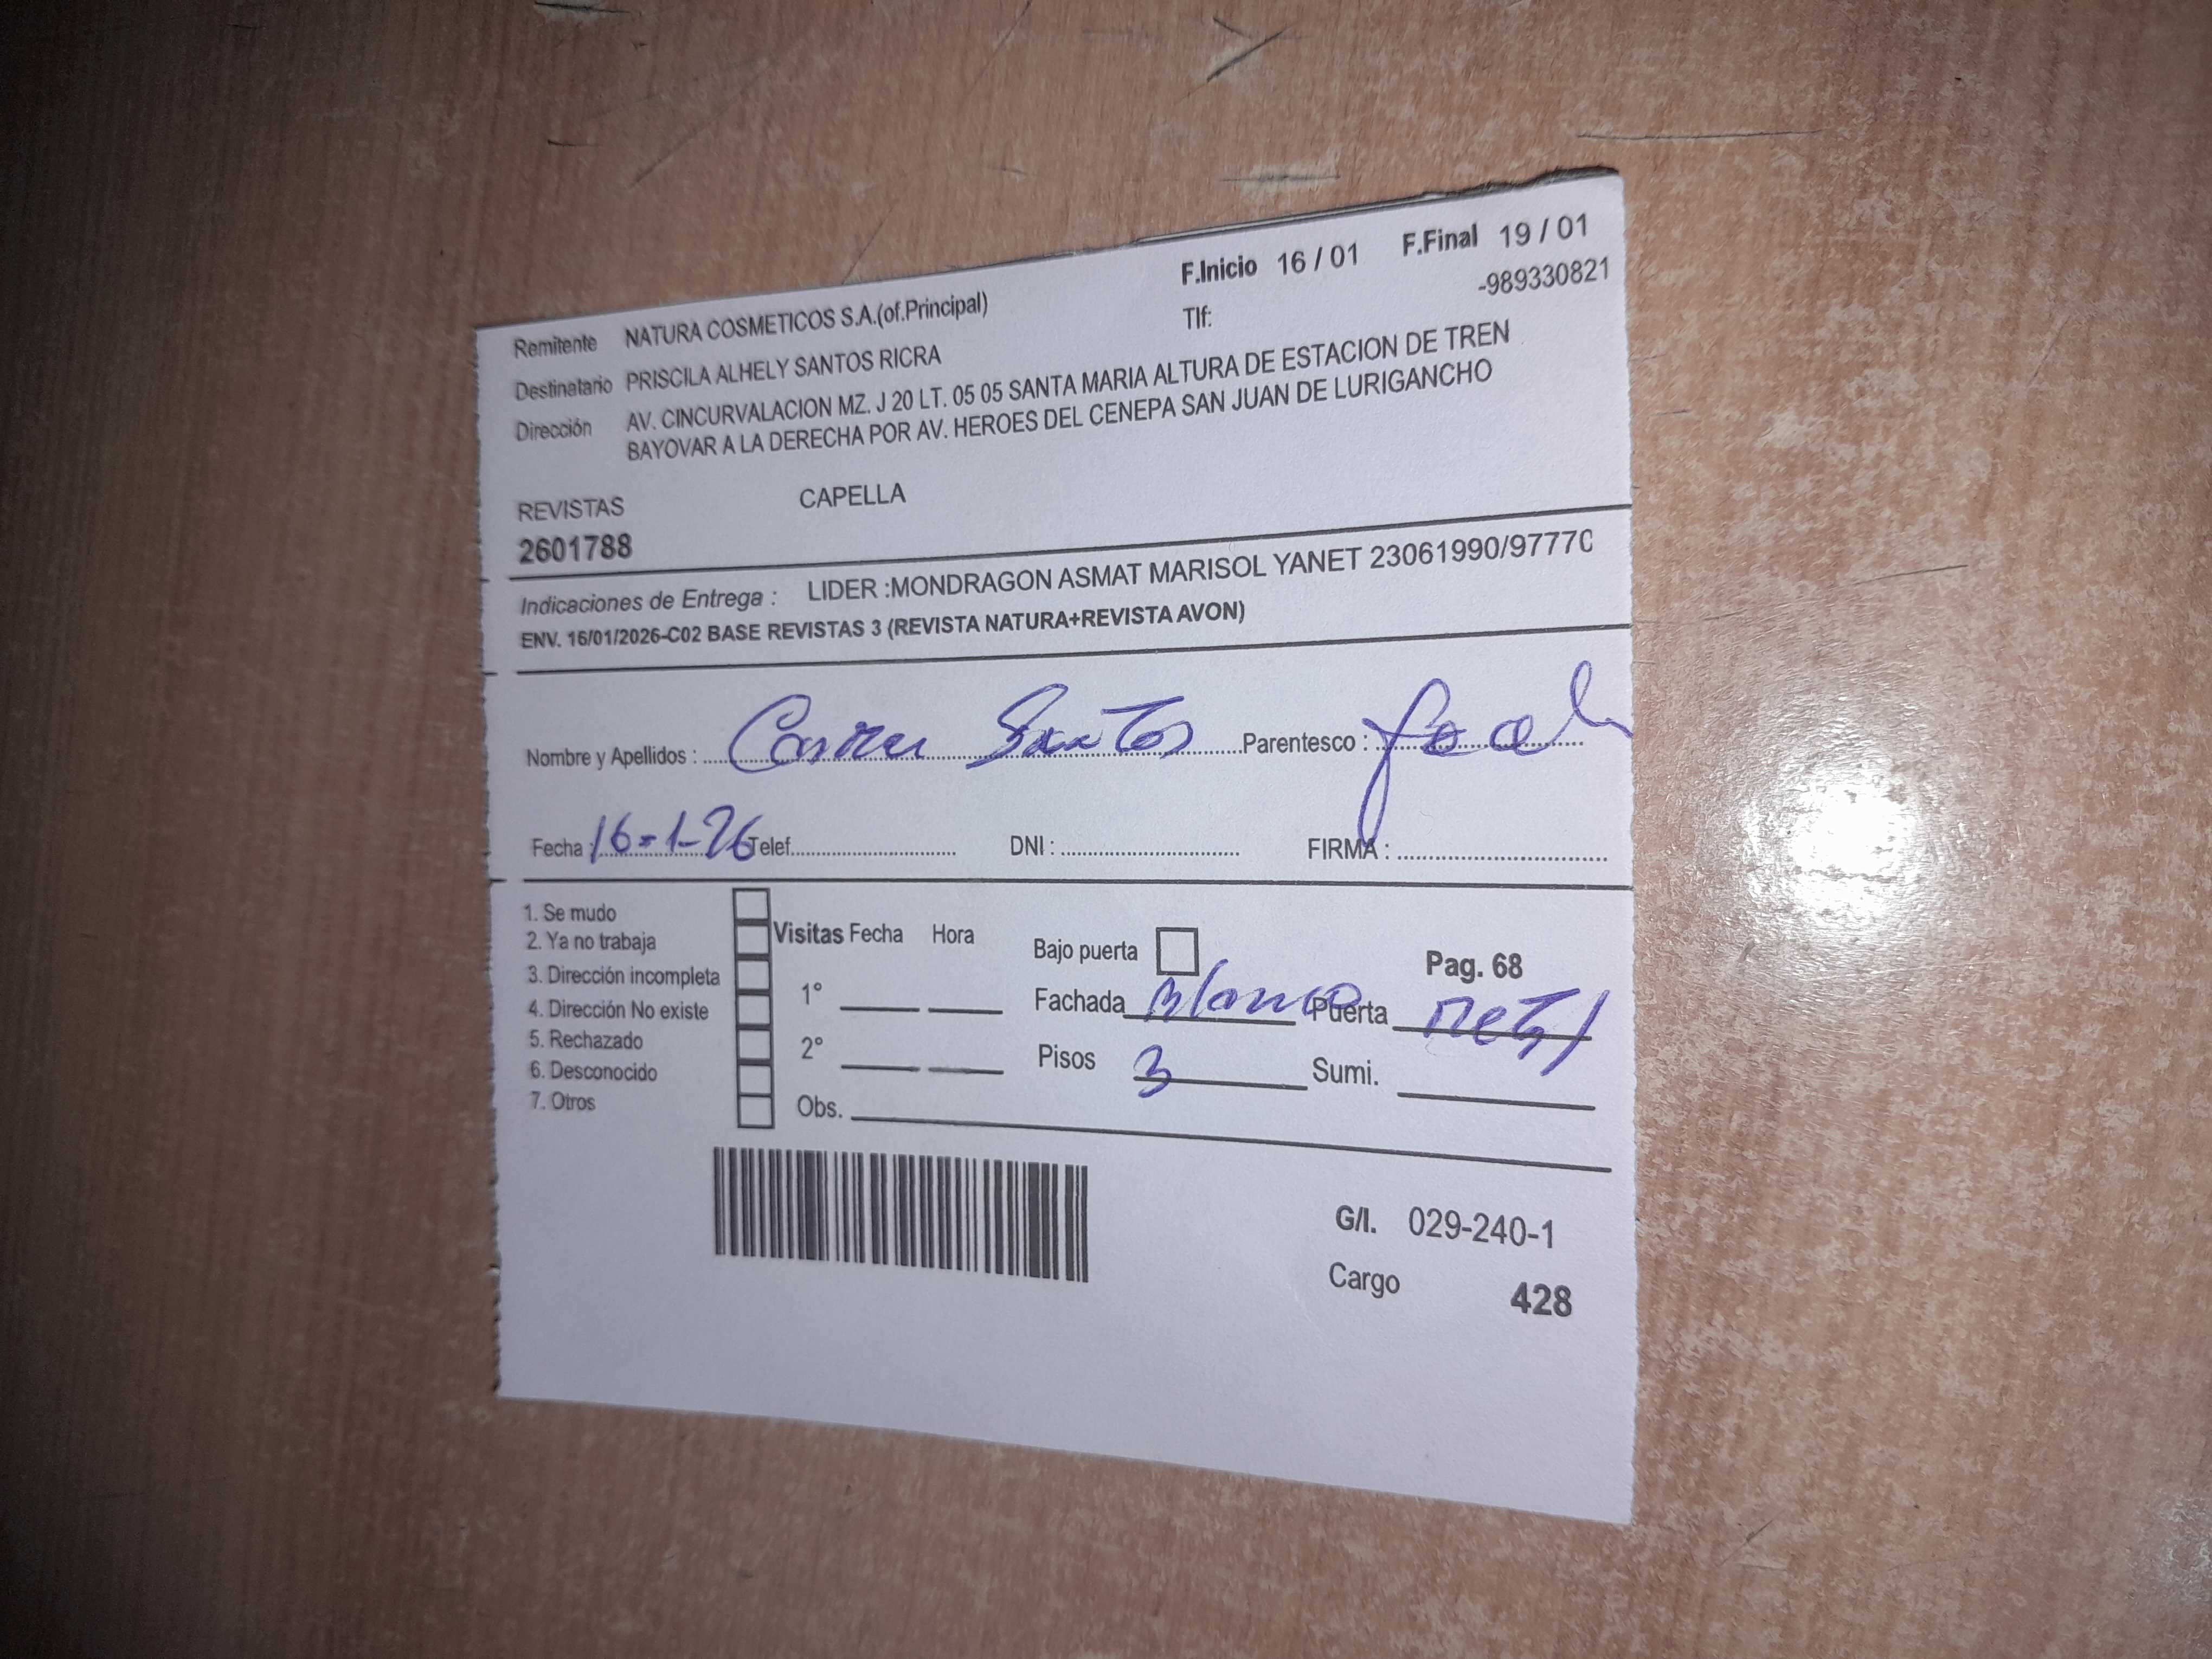 F.Inicio 16 / 01 F.Final 19 / 01
Remitente NATURA COSMETICOS S.A.(of.Principal) Tlf: -989330821
Destinatario PRISCILA ALHELY SANTOS RICRA
Dirección AV. CINCURVALACION MZ. J 20 LT. 05 05 SANTA MARIA ALTURA DE ESTACION DE TREN
BAYOVAR A LA DERECHA POR AV. HEROES DEL CENEPA SAN JUAN DE LURIGANCHO
REVISTAS CAPELLA
2601788
Indicaciones de Entrega : LIDER :MONDRAGON ASMAT MARISOL YANET 23061990/97770
ENV. 16/01/2026-C02 BASE REVISTAS 3 (REVISTA NATURA+REVISTA AVON)
Nombre y Apellidos : Santos Parentesco :
Fecha : 16-1-26 Telef. DNI : FIRMA :
1. Se mudo
2. Ya no trabaja
3. Dirección incompleta
4. Dirección No existe
5. Rechazado
6. Desconocido
7. Otros
Visitas Fecha Hora
1°
2°
Obs.
Bajo puerta Pag. 68
Fachada Blanco Puerta Metal
Pisos 3 Sumi.
G/I. 029-240-1
Cargo 428